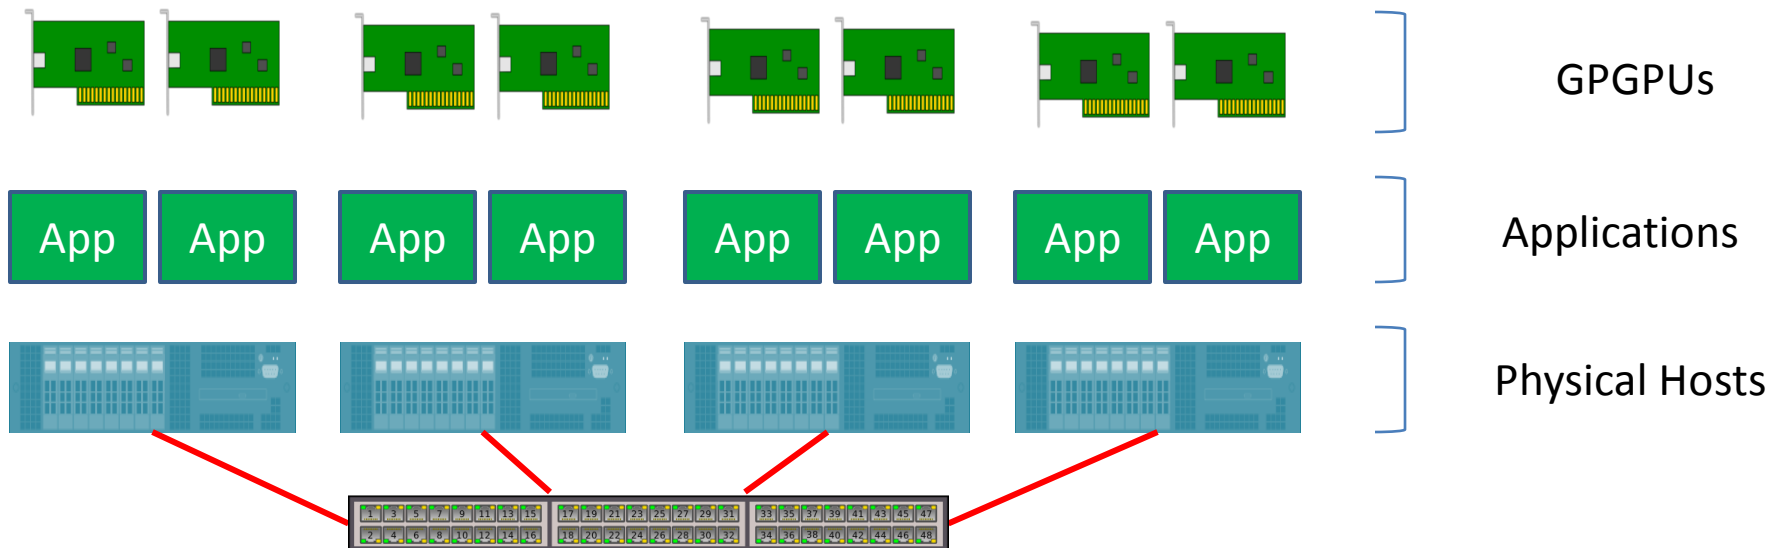 GPGPUs
App App App App App App App App
Applications
Physical Hosts
1 3 5 7 9 11 13 15 17 19 21 23 25 27 29 31 33 35 37 39 41 43 45 47
2 4 6 8 10 12 14 16 18 20 22 24 26 28 30 32 34 36 38 40 42 44 46 48